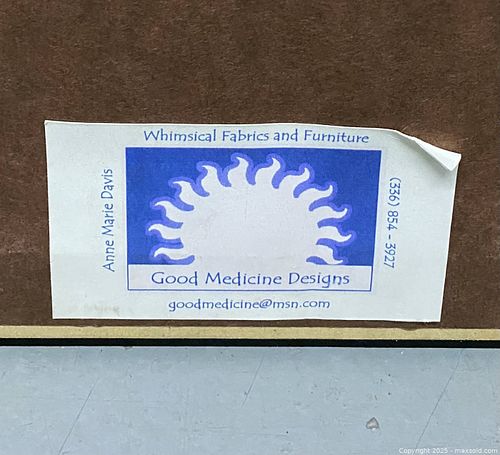 Whimsical Fabrics and Furniture
Anne Marie Davis
(336) 854 - 3927
Good Medicine Designs
goodmedicine@msn.com
Copyright 2025 - maxsold.com